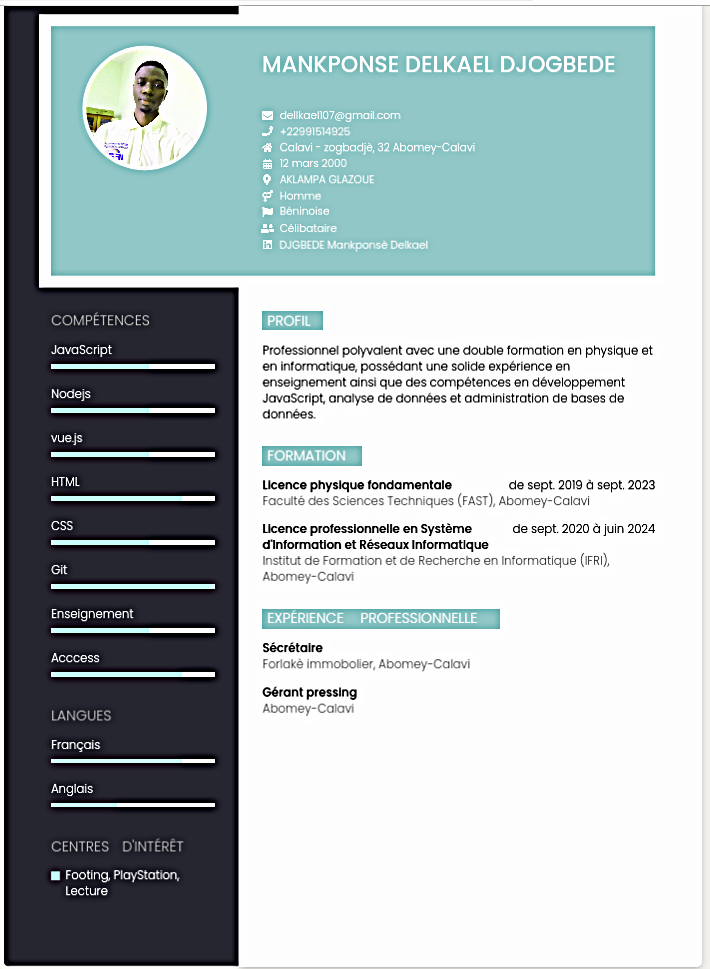 MANKPONSE DELKAEL DJOGBEDE
dellkael107@gmail.com
+22991514925
Calavi - zogbadjè, 32 Abomey-Calavi
12 mars 2000
AKLAMPA GLAZOUE
Homme
Béninoise
Célibataire
DJGBEDE Mankponsé Delkael
COMPÉTENCES
JavaScript
Nodejs
vue.js
HTML
CSS
Git
Enseignement
Acccess
LANGUES
Français
Anglais
CENTRES D'INTÉRÊT
Footing, PlayStation,
Lecture
PROFIL
Professionnel polyvalent avec une double formation en physique et
en informatique, possédant une solide expérience en
enseignement ainsi que des compétences en développement
JavaScript, analyse de données et administration de bases de
données.
FORMATION
Licence physique fondamentale de sept. 2019 à sept. 2023
Faculté des Sciences Techniques (FAST), Abomey-Calavi
Licence professionnelle en Système de sept. 2020 à juin 2024
d'Information et Réseaux Informatique
Institut de Formation et de Recherche en Informatique (IFRI),
Abomey-Calavi
EXPÉRIENCE PROFESSIONNELLE
Sécrétaire
Forlakè immobolier, Abomey-Calavi
Gérant pressing
Abomey-Calavi